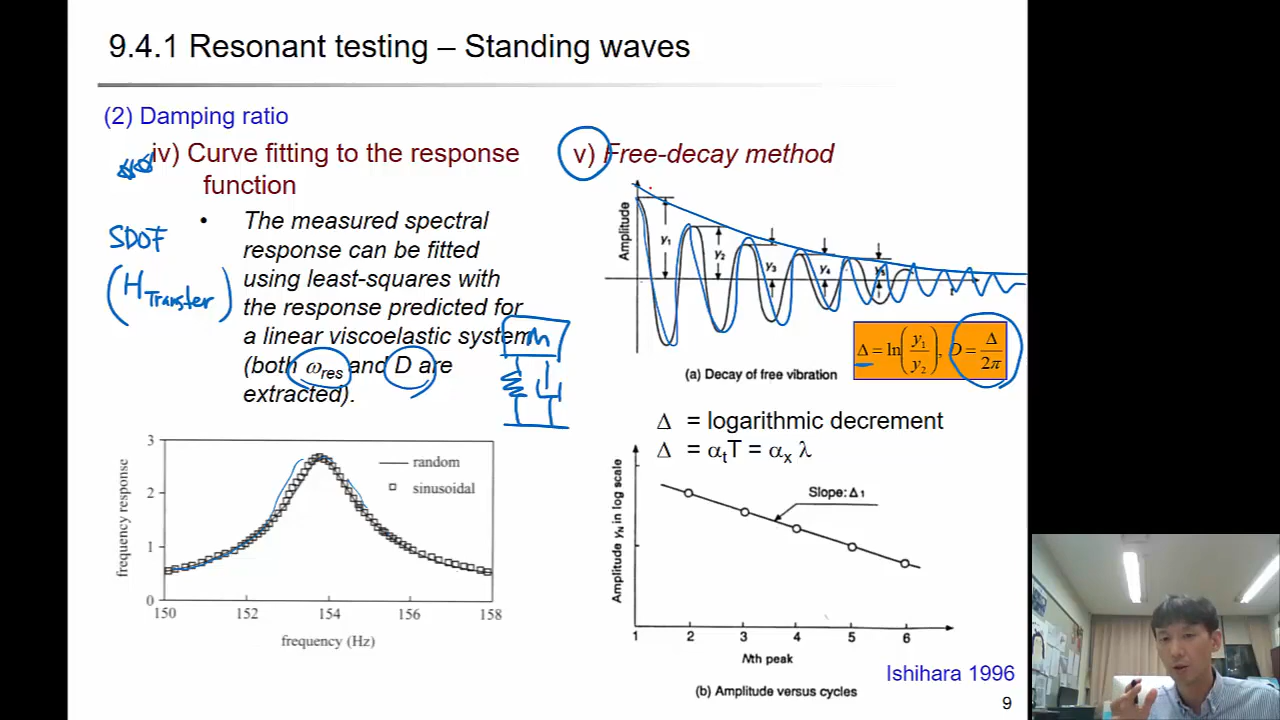 9.4.1 Resonant testing – Standing waves
(2) Damping ratio
iv) Curve fitting to the response
function
• The measured spectral
response can be fitted
using least-squares with
the response predicted for
a linear viscoelastic system
(both ωres and D are
extracted).
SDOF
(H Transfer)
m
3
2
1
0
150 152 154 156 158
frequency response
frequency (Hz)
random
sinusoidal
v) Free-decay method
Amplitude
y1
y2
y3
y4
y5
t
(a) Decay of free vibration
Δ = ln(y1/y2), D = Δ/2π
Δ = logarithmic decrement
Δ = αtT = αx λ
Amplitude yN in log scale
Slope: Δ1
1 2 3 4 5 6
Nth peak
(b) Amplitude versus cycles
Ishihara 1996
9